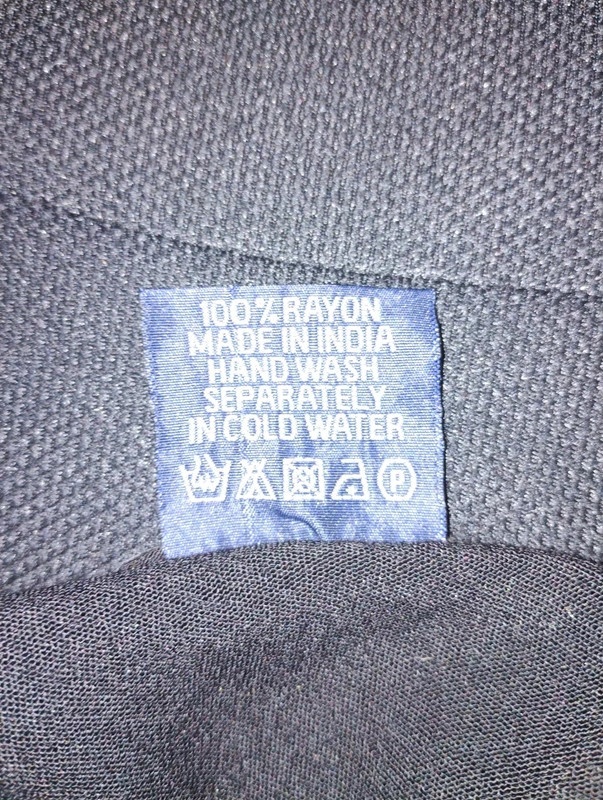 100% RAYON
MADE IN INDIA
HAND WASH
SEPARATELY
IN COLD WATER
P